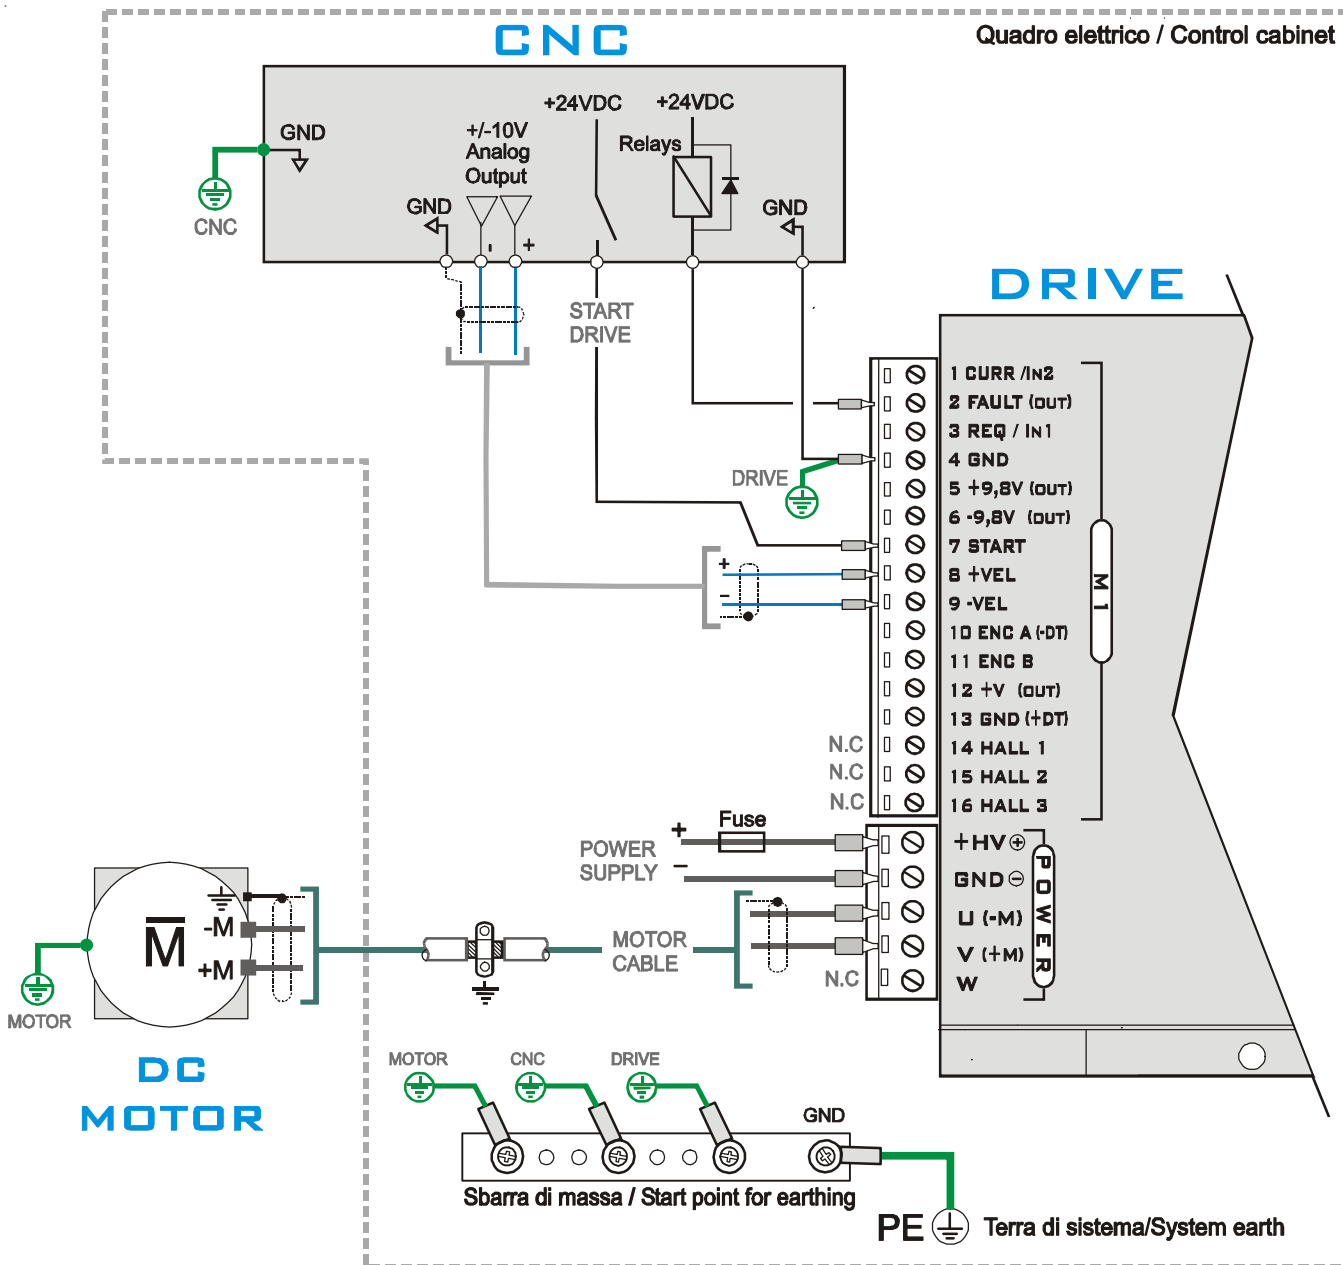 CNC
Quadro elettrico / Control cabinet
+24VDC
+24VDC
GND
+/-10V
Analog
Output
Relays
GND
GND
CNC
-
+
DRIVE
START
DRIVE
1 CURR /IN2
2 FAULT (OUT)
3 REQ / IN1
4 GND
DRIVE
5 +9,8V (OUT)
6 -9,8V (OUT)
7 START
+
8 +VEL
-
9 -VEL
M 1
10 ENC A (-DT)
11 ENC B
12 +V (OUT)
13 GND (+DT)
N.C
14 HALL 1
N.C
15 HALL 2
N.C
16 HALL 3
Fuse
+
POWER
SUPPLY
-
+HV
GND
U (-M)
V (+M)
N.C
W
POWER
M
-M
+M
MOTOR
CABLE
MOTOR
DC
MOTOR
MOTOR
CNC
DRIVE
GND
Sbarra di massa / Start point for earthing
PE
Terra di sistema/System earth